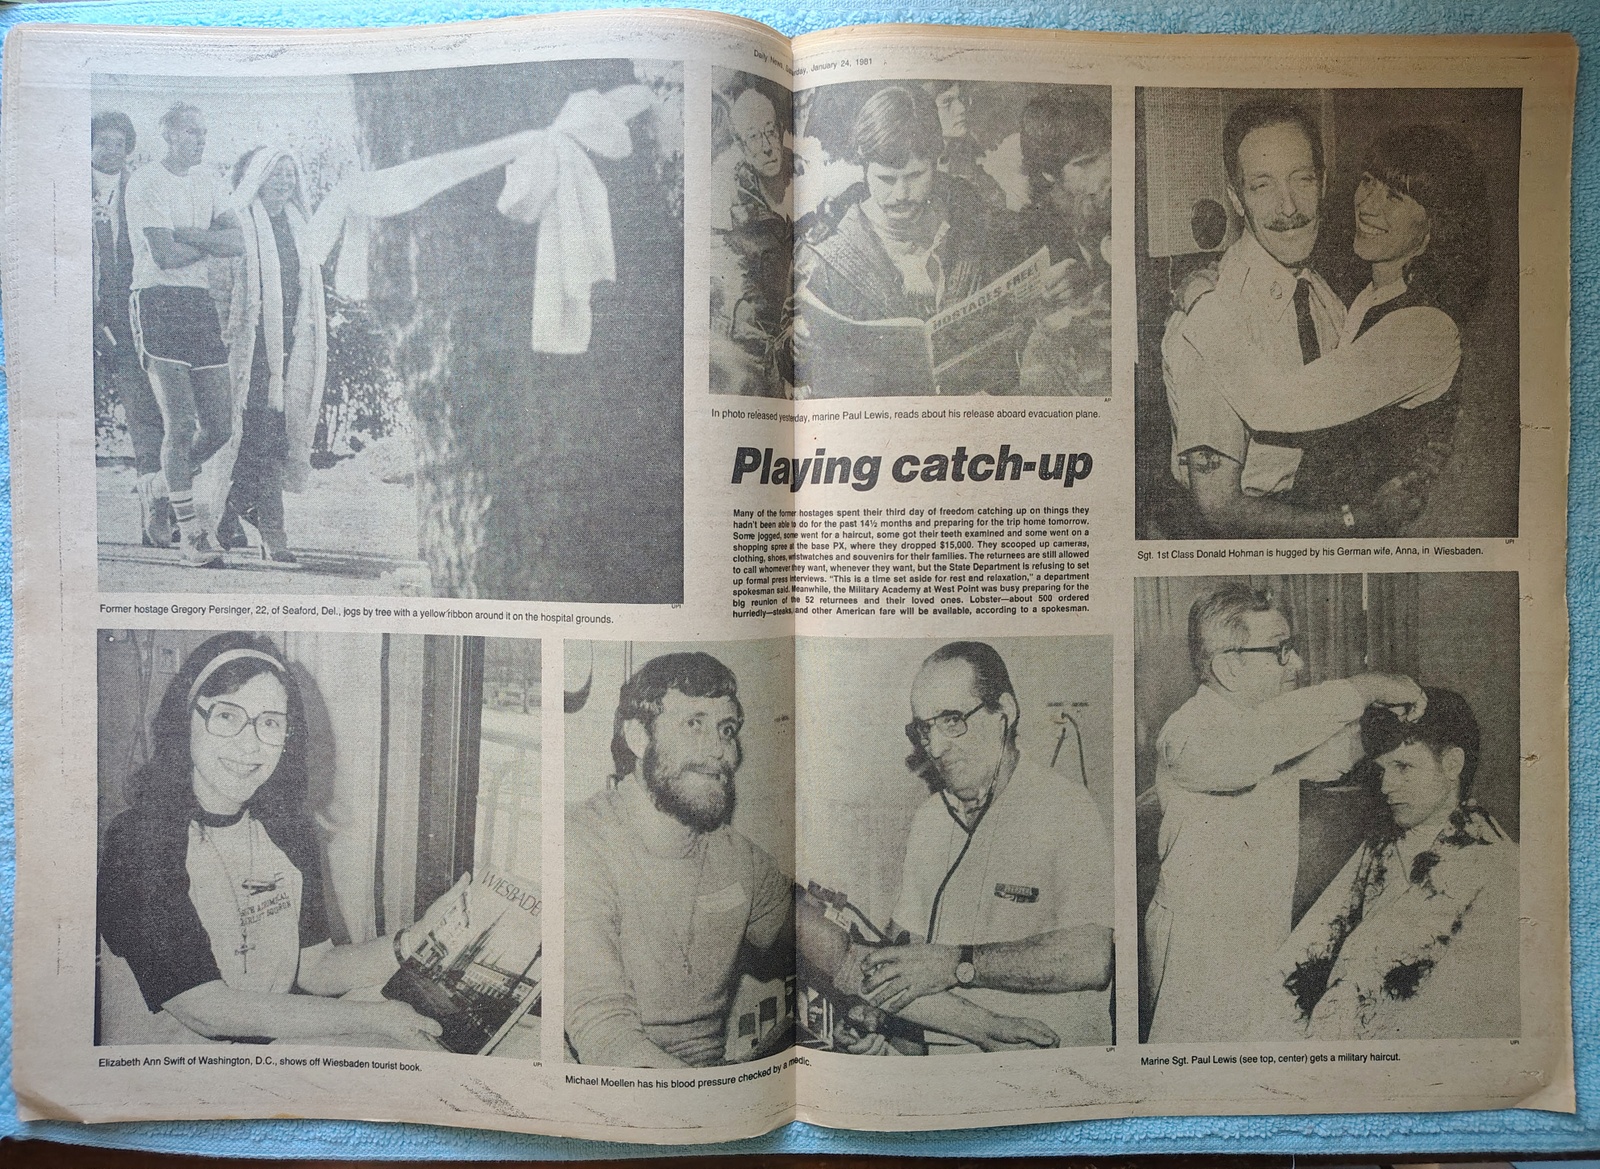 Daily News, Saturday, January 24, 1981
HOSTAGES FREE!
AP
In photo released yesterday, marine Paul Lewis, reads about his release aboard evacuation plane.
Playing catch-up
Many of the former hostages spent their third day of freedom catching up on things they
hadn't been able to do for the past 14½ months and preparing for the trip home tomorrow.
Some jogged, some went for a haircut, some got their teeth examined and some went on a
shopping spree at the base PX, where they dropped $15,000. They scooped up cameras,
clothing, shoes, wristwatches and souvenirs for their families. The returnees are still allowed
to call whomever they want, whenever they want, but the State Department is refusing to set
up formal press interviews. "This is a time set aside for rest and relaxation," a department
spokesman said. Meanwhile, the Military Academy at West Point was busy preparing for the
big reunion of the 52 returnees and their loved ones. Lobster—about 500 ordered
hurriedly—steaks, and other American fare will be available, according to a spokesman.
UPI
Sgt. 1st Class Donald Hohman is hugged by his German wife, Anna, in Wiesbaden.
UPI
Former hostage Gregory Persinger, 22, of Seaford, Del., jogs by tree with a yellow ribbon around it on the hospital grounds.
WIESBADE
UPI
Elizabeth Ann Swift of Washington, D.C., shows off Wiesbaden tourist book.
UPI
Michael Moellen has his blood pressure checked by a medic.
UPI
Marine Sgt. Paul Lewis (see top, center) gets a military haircut.